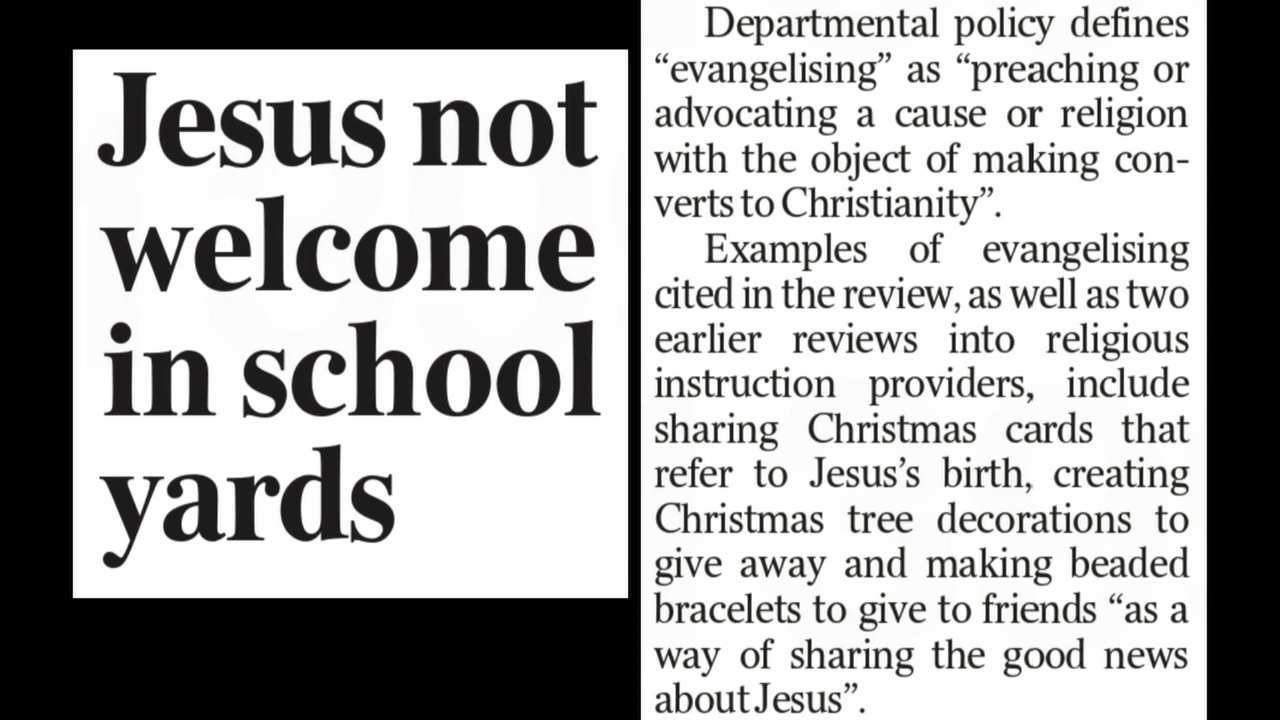 Jesus not
welcome
in school
yards
Departmental policy defines
“evangelising” as “preaching or
advocating a cause or religion
with the object of making con-
verts to Christianity”.
Examples of evangelising
cited in the review, as well as two
earlier reviews into religious
instruction providers, include
sharing Christmas cards that
refer to Jesus’s birth, creating
Christmas tree decorations to
give away and making beaded
bracelets to give to friends “as a
way of sharing the good news
about Jesus”.